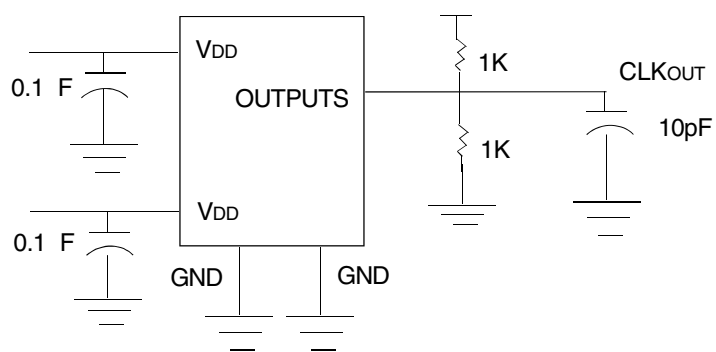 VDD
1K
CLKOUT
0.1 F
OUTPUTS
10pF
1K
VDD
0.1 F
GND
GND